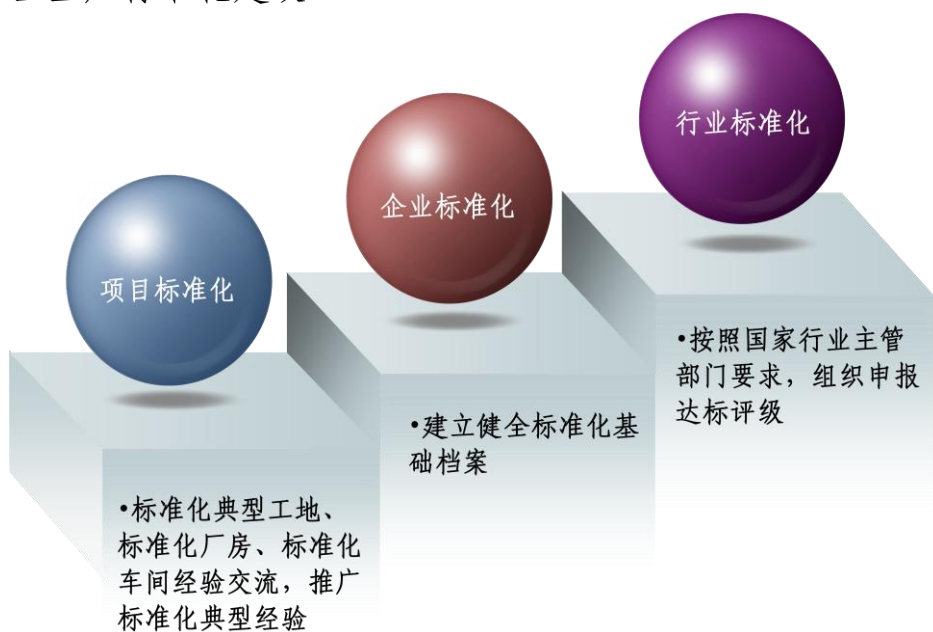 项目标准化
•标准化典型工地、
标准化厂房、标准化
车间经验交流，推广
标准化典型经验
企业标准化
•建立健全标准化基
础档案
行业标准化
•按照国家行业主管
部门要求，组织申报
达标评级